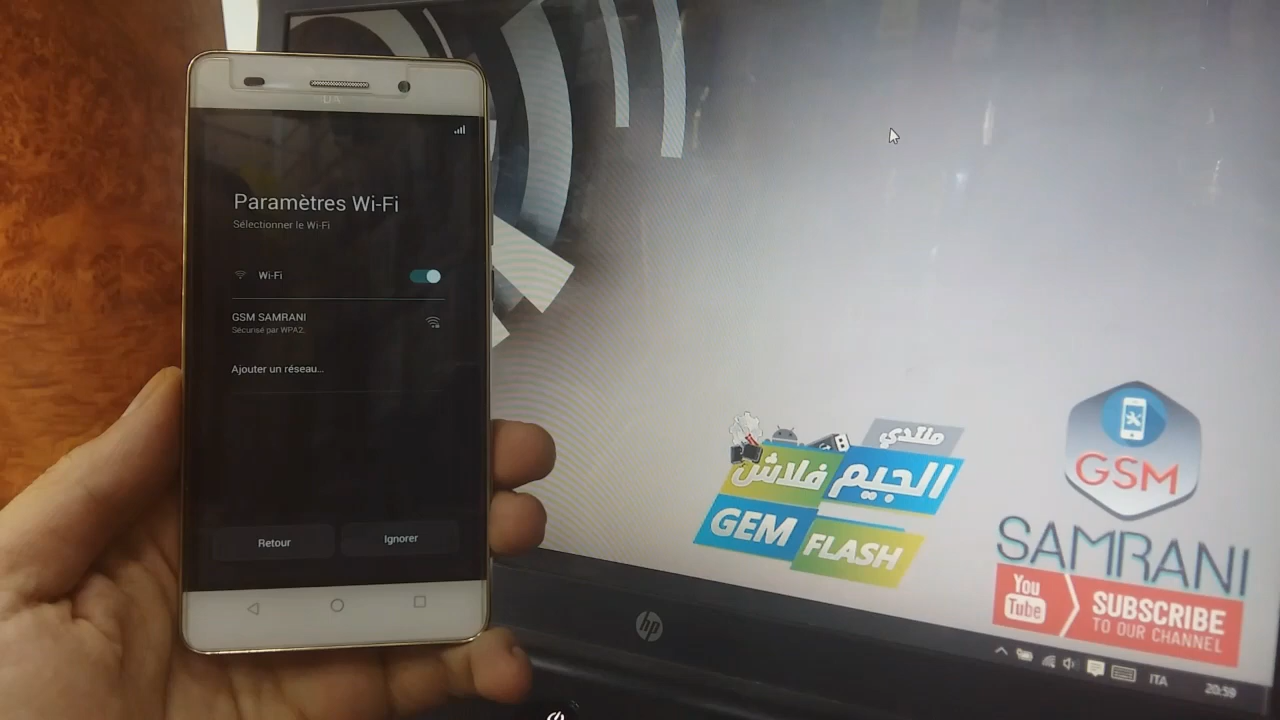 Paramètres Wi-Fi
Sélectionner le Wi-Fi
Wi-Fi
GSM SAMRANI
Sécurisé par WPA2.
Ajouter un réseau...
Retour
Ignorer
منتدي
الجيم فلاش
GEM FLASH
GSM
SAMRANI
You Tube
SUBSCRIBE
TO OUR CHANNEL
hp
ITA
20:59